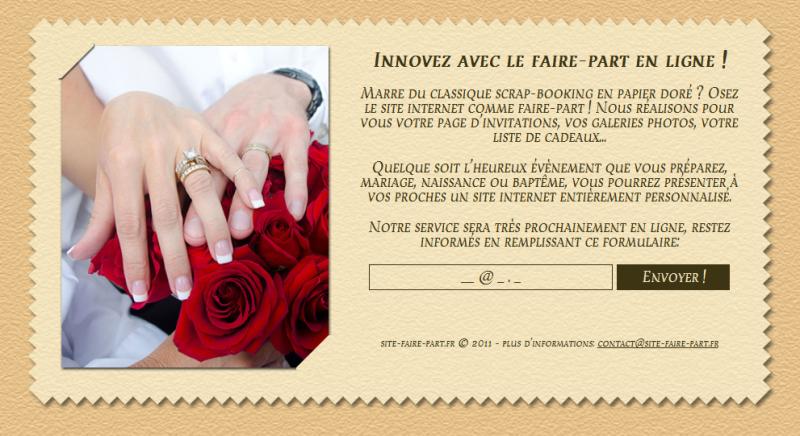 Innovez avec le faire-part en ligne !
Marre du classique scrap-booking en papier doré ? Osez
le site internet comme faire-part ! Nous réalisons pour
vous votre page d'invitations, vos galeries photos, votre
liste de cadeaux...
Quelque soit l'heureux évènement que vous préparez,
mariage, naissance ou baptême, vous pourrez présenter à
vos proches un site internet entièrement personnalisé.
Notre service sera très prochainement en ligne, restez
informés en remplissant ce formulaire:
__ @ _ . _
Envoyer !
site-faire-part.fr © 2011 - plus d'informations: contact@site-faire-part.fr